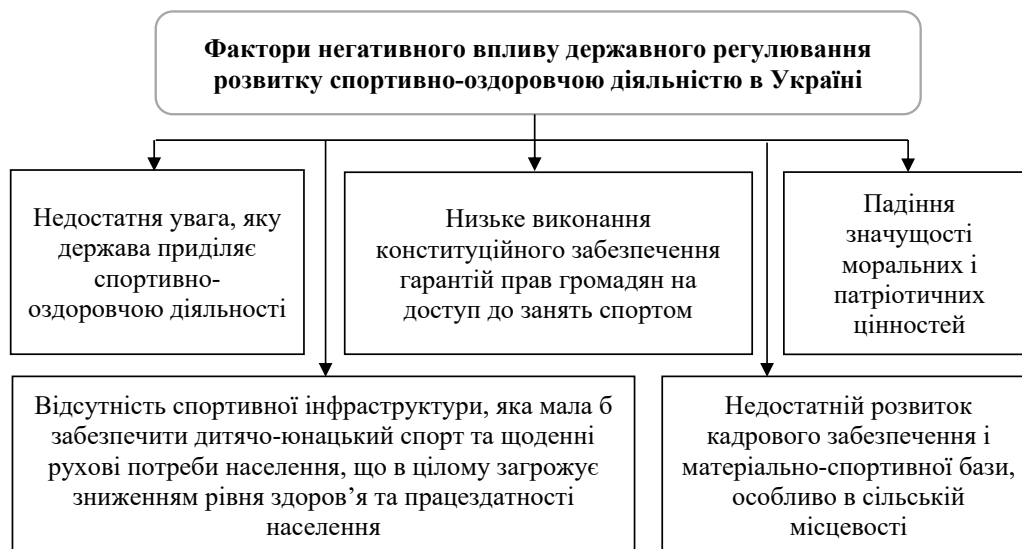 Фактори негативного впливу державного регулювання
розвитку спортивно-оздоровчою діяльністю в Україні
Недостатня увага, яку
держава приділяє
спортивно-
оздоровчою діяльності
Низьке виконання
конституційного забезпечення
гарантій прав громадян на
доступ до занять спортом
Падіння
значущості
моральних і
патріотичних
цінностей
Відсутність спортивної інфраструктури, яка мала б
забезпечити дитячо-юнацький спорт та щоденні
рухові потреби населення, що в цілому загрожує
зниженням рівня здоров’я та працездатності
населення
Недостатній розвиток
кадрового забезпечення і
матеріально-спортивної бази,
особливо в сільській
місцевості